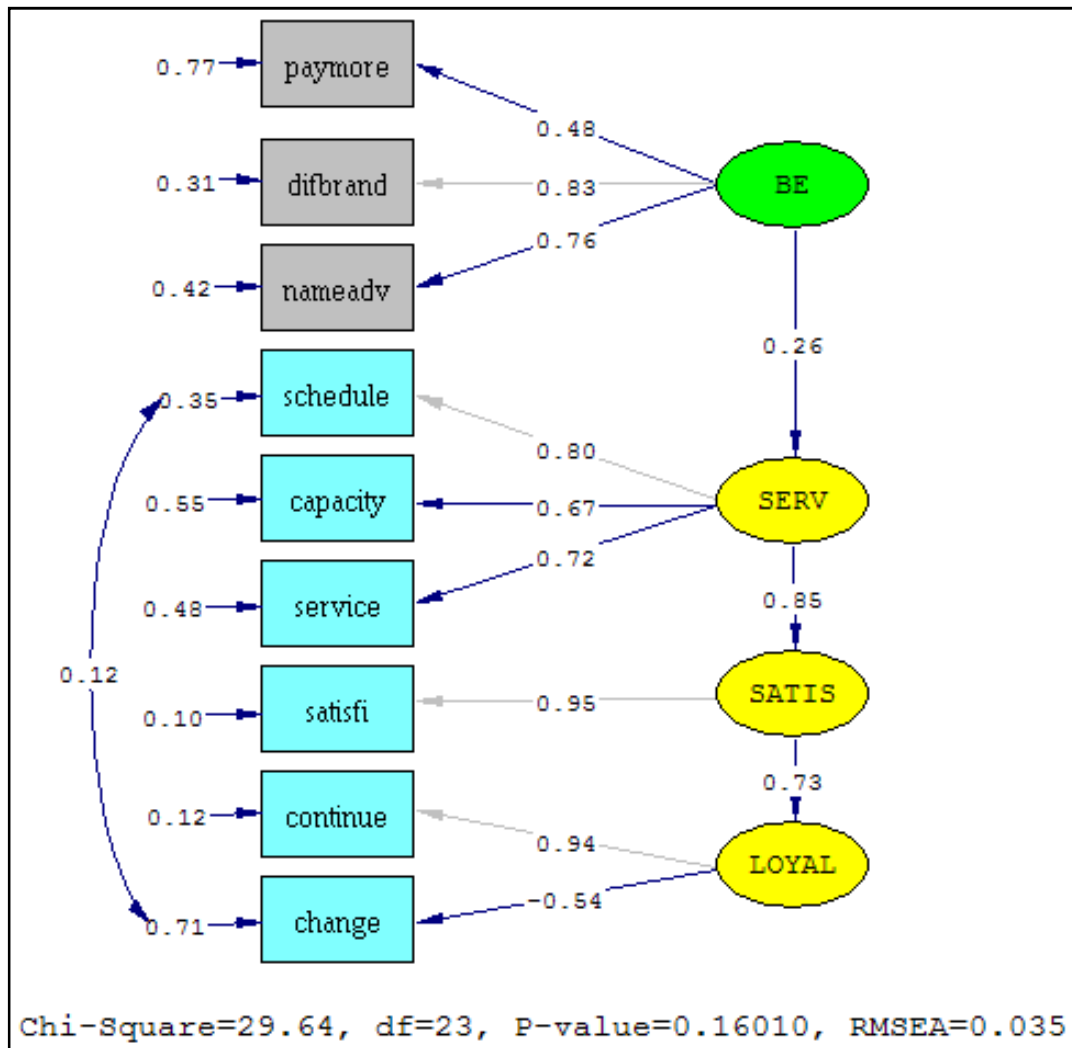 0.77 paymore
0.48
0.31 difbrand 0.83 BE
0.76
0.42 nameadv
0.26
0.35 schedule
0.80
0.55 capacity 0.67 SERV
0.72
0.48 service
0.85
0.12
0.10 satisfi 0.95 SATIS
0.73
0.12 continue
0.94 LOYAL
-0.54
0.71 change
Chi-Square=29.64, df=23, P-value=0.16010, RMSEA=0.035